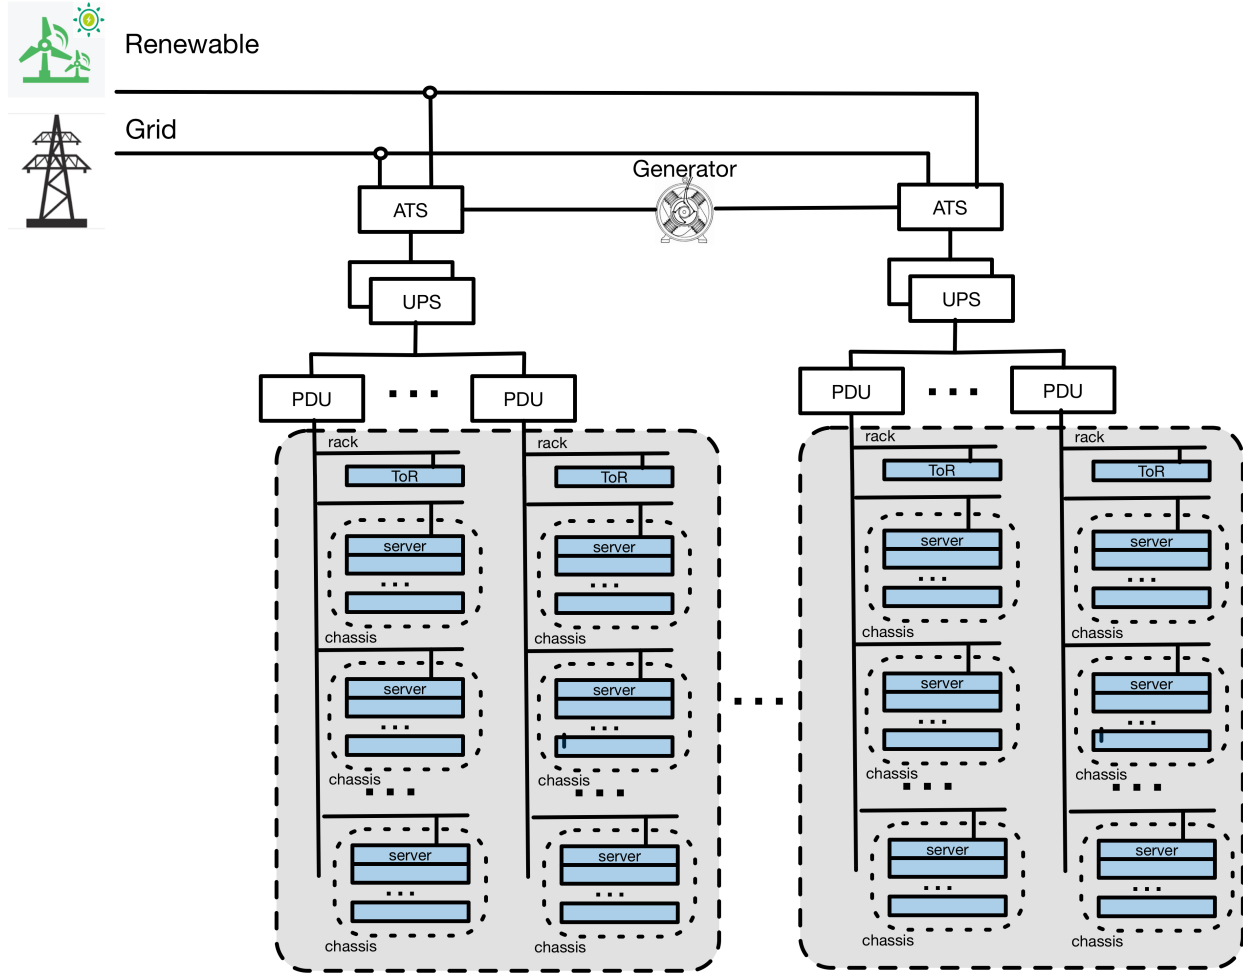 Renewable
Grid
Generator
ATS
ATS
UPS
UPS
PDU
PDU
PDU
PDU
rack
rack
rack
rack
ToR
ToR
ToR
ToR
server
server
server
server
chassis
chassis
chassis
chassis
server
server
server
server
chassis
chassis
chassis
chassis
server
server
server
server
chassis
chassis
chassis
chassis